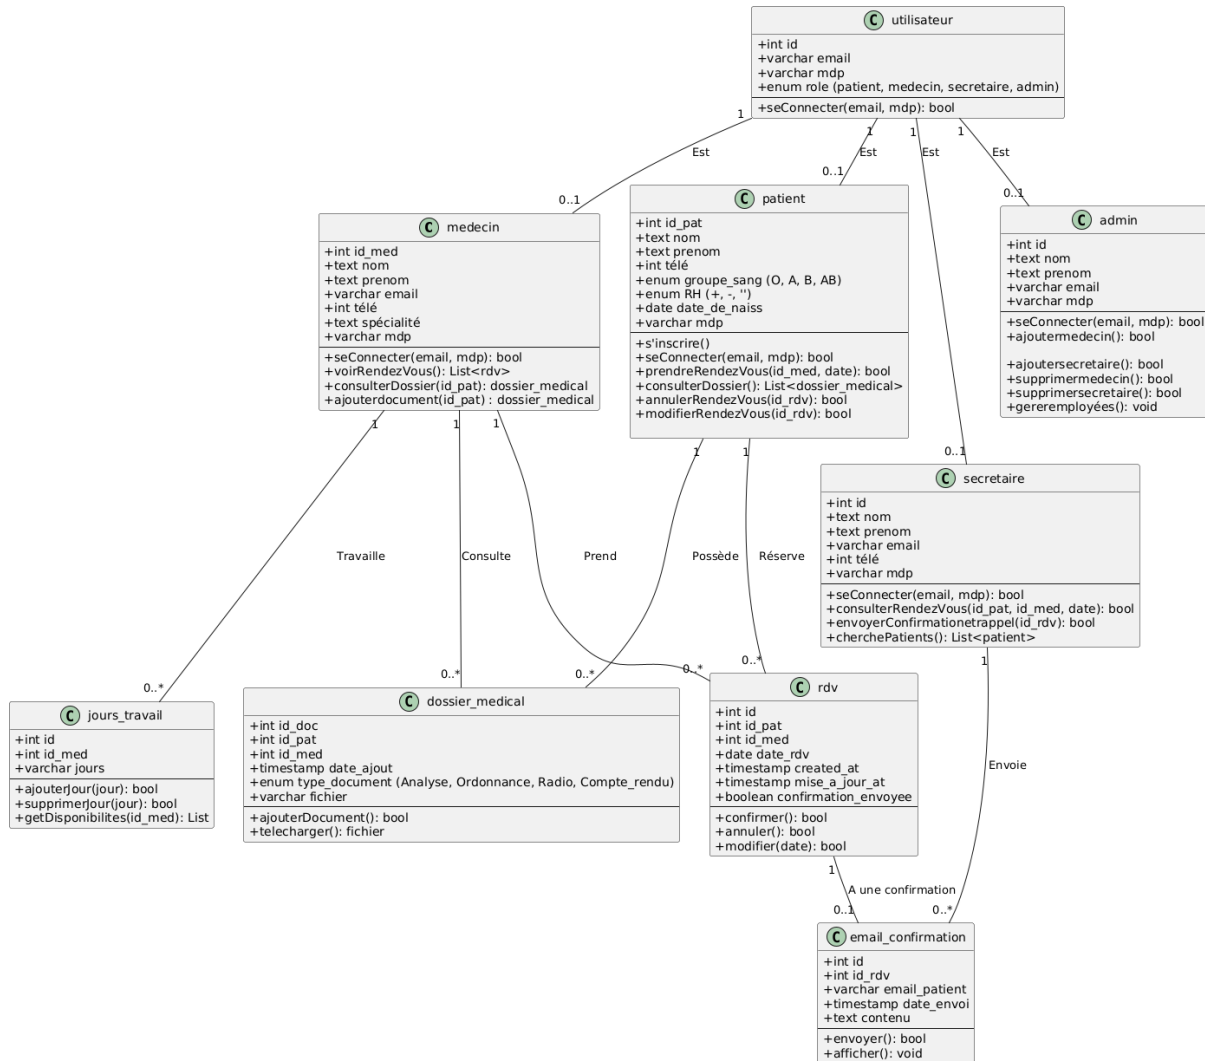 C utilisateur
+int id
+varchar email
+varchar mdp
+enum role (patient, medecin, secretaire, admin)
+seConnecter(email, mdp): bool
1
1
1
1
Est
Est
Est
Est
0..1
0..1
0..1
0..1
C medecin
+int id_med
+text nom
+text prenom
+varchar email
+int télé
+text spécialité
+varchar mdp
+seConnecter(email, mdp): bool
+voirRendezVous(): List<rdv>
+consulterDossier(id_pat): dossier_medical
+ajouterdocument(id_pat) : dossier_medical
C patient
+int id_pat
+text nom
+text prenom
+int télé
+enum groupe_sang (O, A, B, AB)
+enum RH (+, -, '')
+date date_de_naiss
+varchar mdp
+s'inscrire()
+seConnecter(email, mdp): bool
+prendreRendezVous(id_med, date): bool
+consulterDossier(): List<dossier_medical>
+annulerRendezVous(id_rdv): bool
+modifierRendezVous(id_rdv): bool
C admin
+int id
+text nom
+text prenom
+varchar email
+varchar mdp
+seConnecter(email, mdp): bool
+ajoutermedecin(): bool
+ajoutersecretaire(): bool
+supprimermedecin(): bool
+supprimersecretaire(): bool
+gereremployées(): void
C secretaire
+int id
+text nom
+text prenom
+varchar email
+int télé
+varchar mdp
+seConnecter(email, mdp): bool
+consulterRendezVous(id_pat, id_med, date): bool
+envoyerConfirmationetrappel(id_rdv): bool
+cherchePatients(): List<patient>
1
1
1
1
1
Travaille
Consulte
Prend
Possède
Réserve
0..*
0..*
0..*
0..*
0..*
C jours_travail
+int id
+int id_med
+varchar jours
+ajouterJour(jour): bool
+supprimerJour(jour): bool
+getDisponibilites(id_med): List
C dossier_medical
+int id_doc
+int id_pat
+int id_med
+timestamp date_ajout
+enum type_document (Analyse, Ordonnance, Radio, Compte_rendu)
+varchar fichier
+ajouterDocument(): bool
+telecharger(): fichier
C rdv
+int id
+int id_pat
+int id_med
+date date_rdv
+timestamp created_at
+timestamp mise_a_jour_at
+boolean confirmation_envoyee
+confirmer(): bool
+annuler(): bool
+modifier(date): bool
1
Envoie
1
A une confirmation
0..1
0..*
C email_confirmation
+int id
+int id_rdv
+varchar email_patient
+timestamp date_envoi
+text contenu
+envoyer(): bool
+afficher(): void